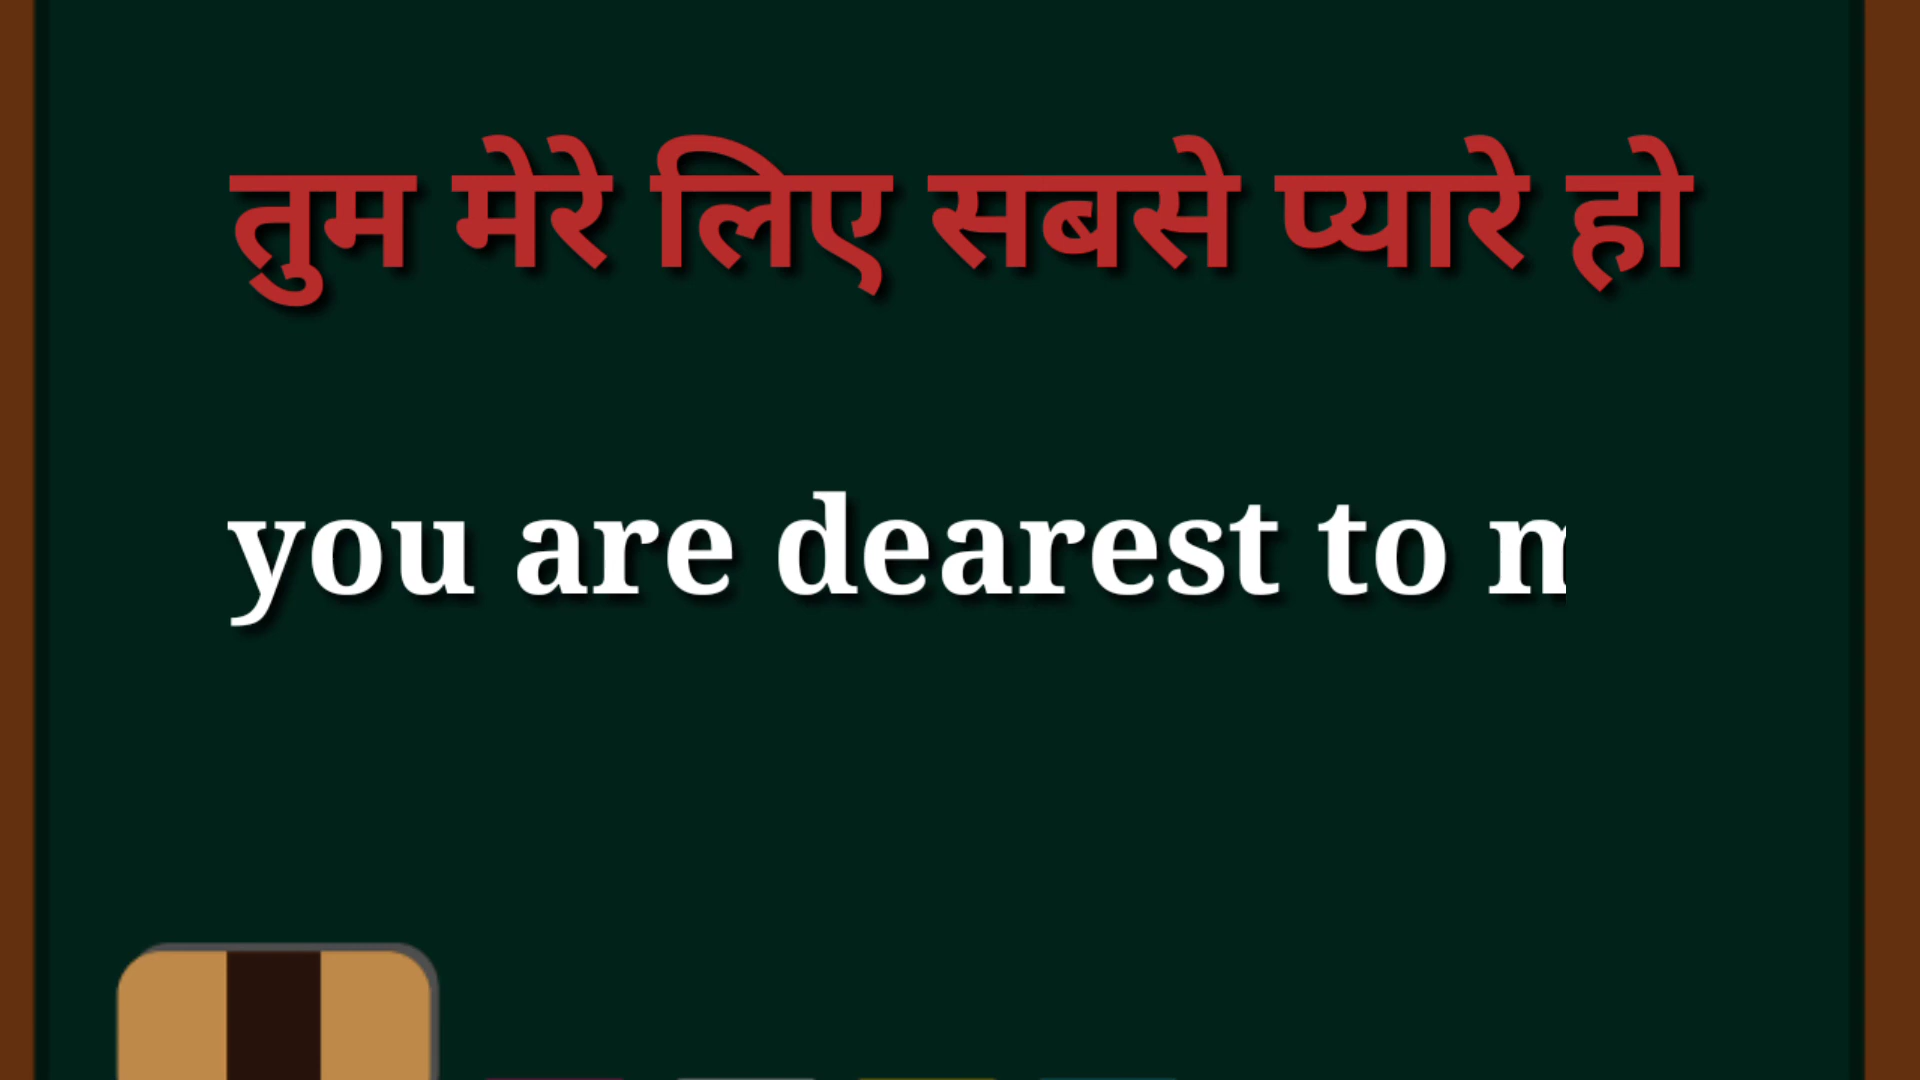 तुम मेरे लिए सबसे प्यारे हो
you are dearest to